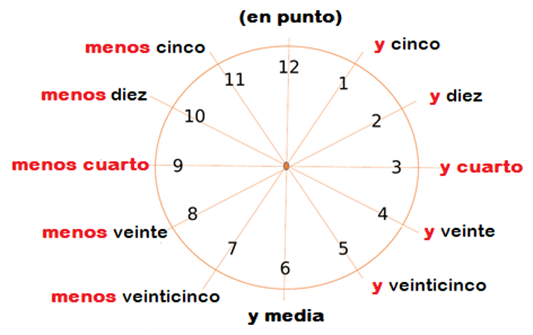 (en punto)
menos cinco
y cinco
12
11
1
menos diez
y diez
10
2
menos cuarto
9
3
y cuarto
8
4
menos veinte
y veinte
7
5
6
menos veinticinco
y veinticinco
y media